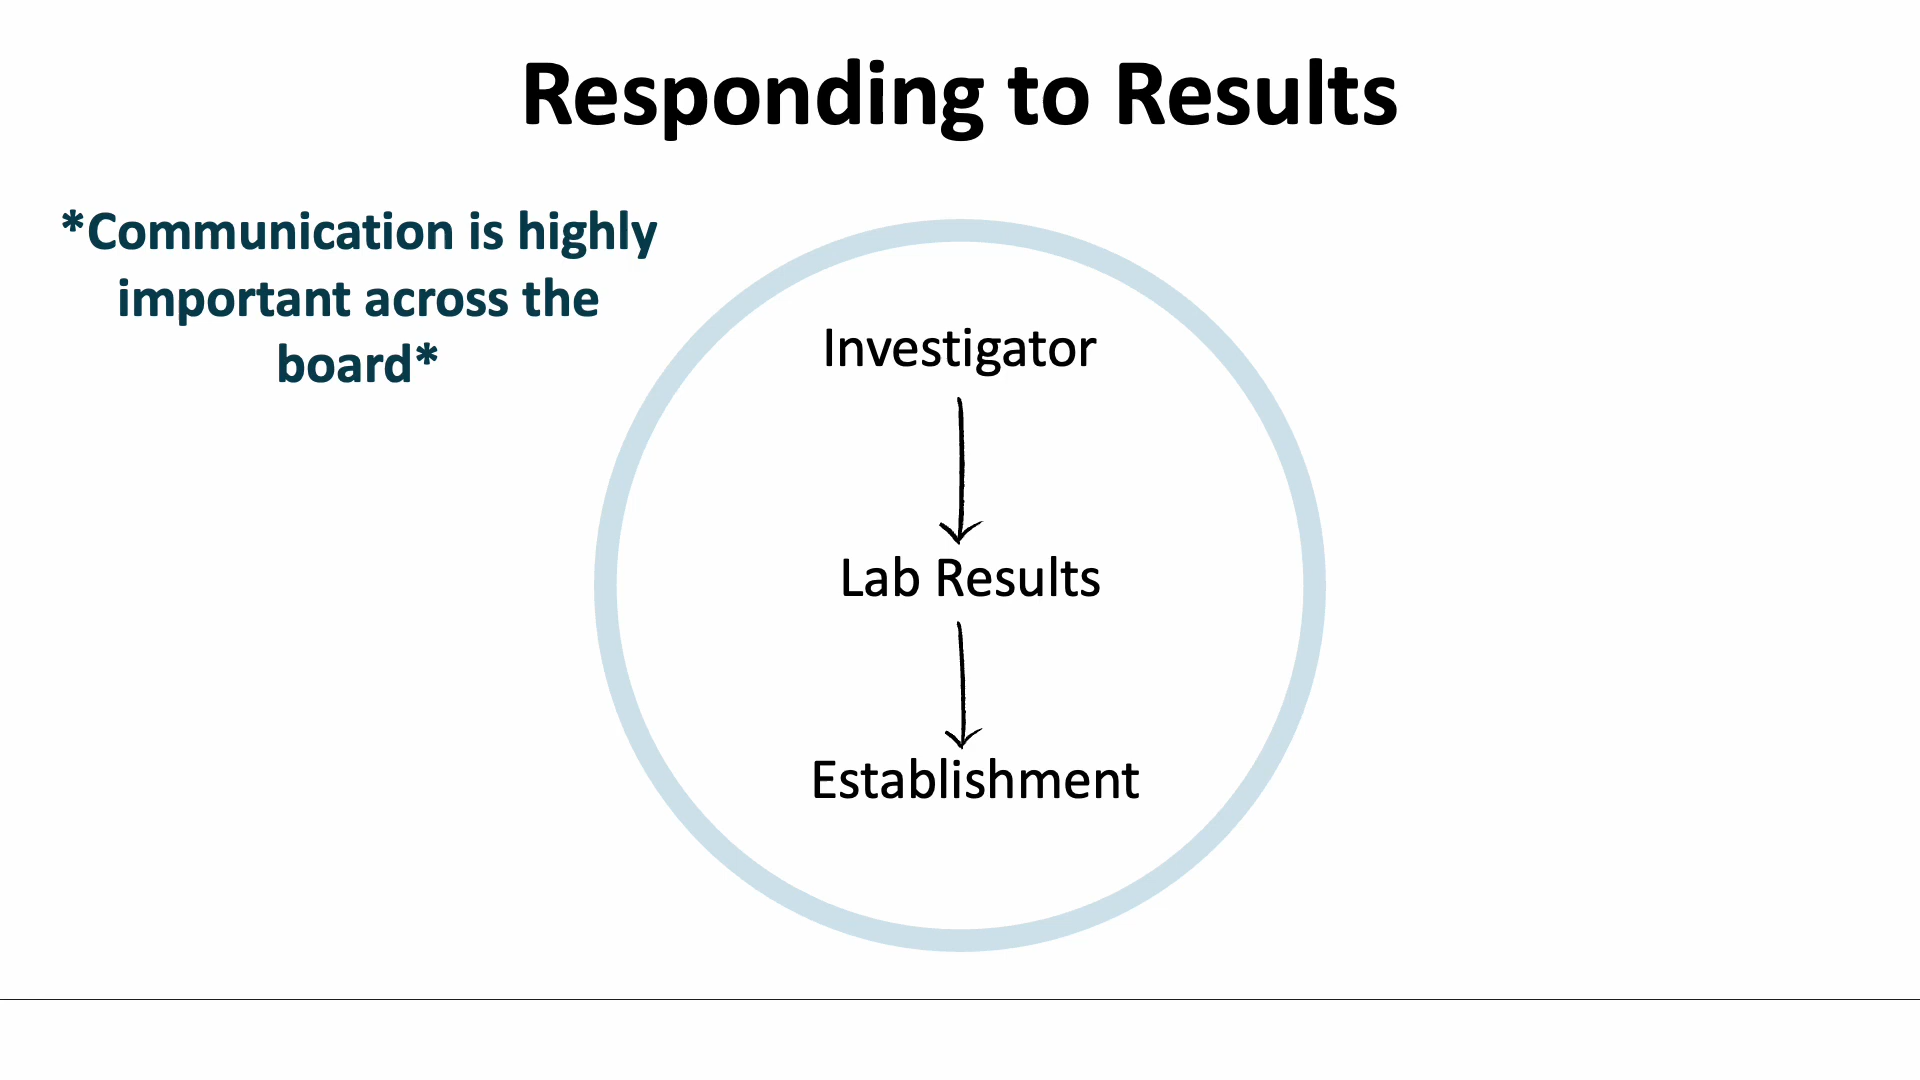 Responding to Results
*Communication is highly
important across the
board*
Investigator
Lab Results
Establishment